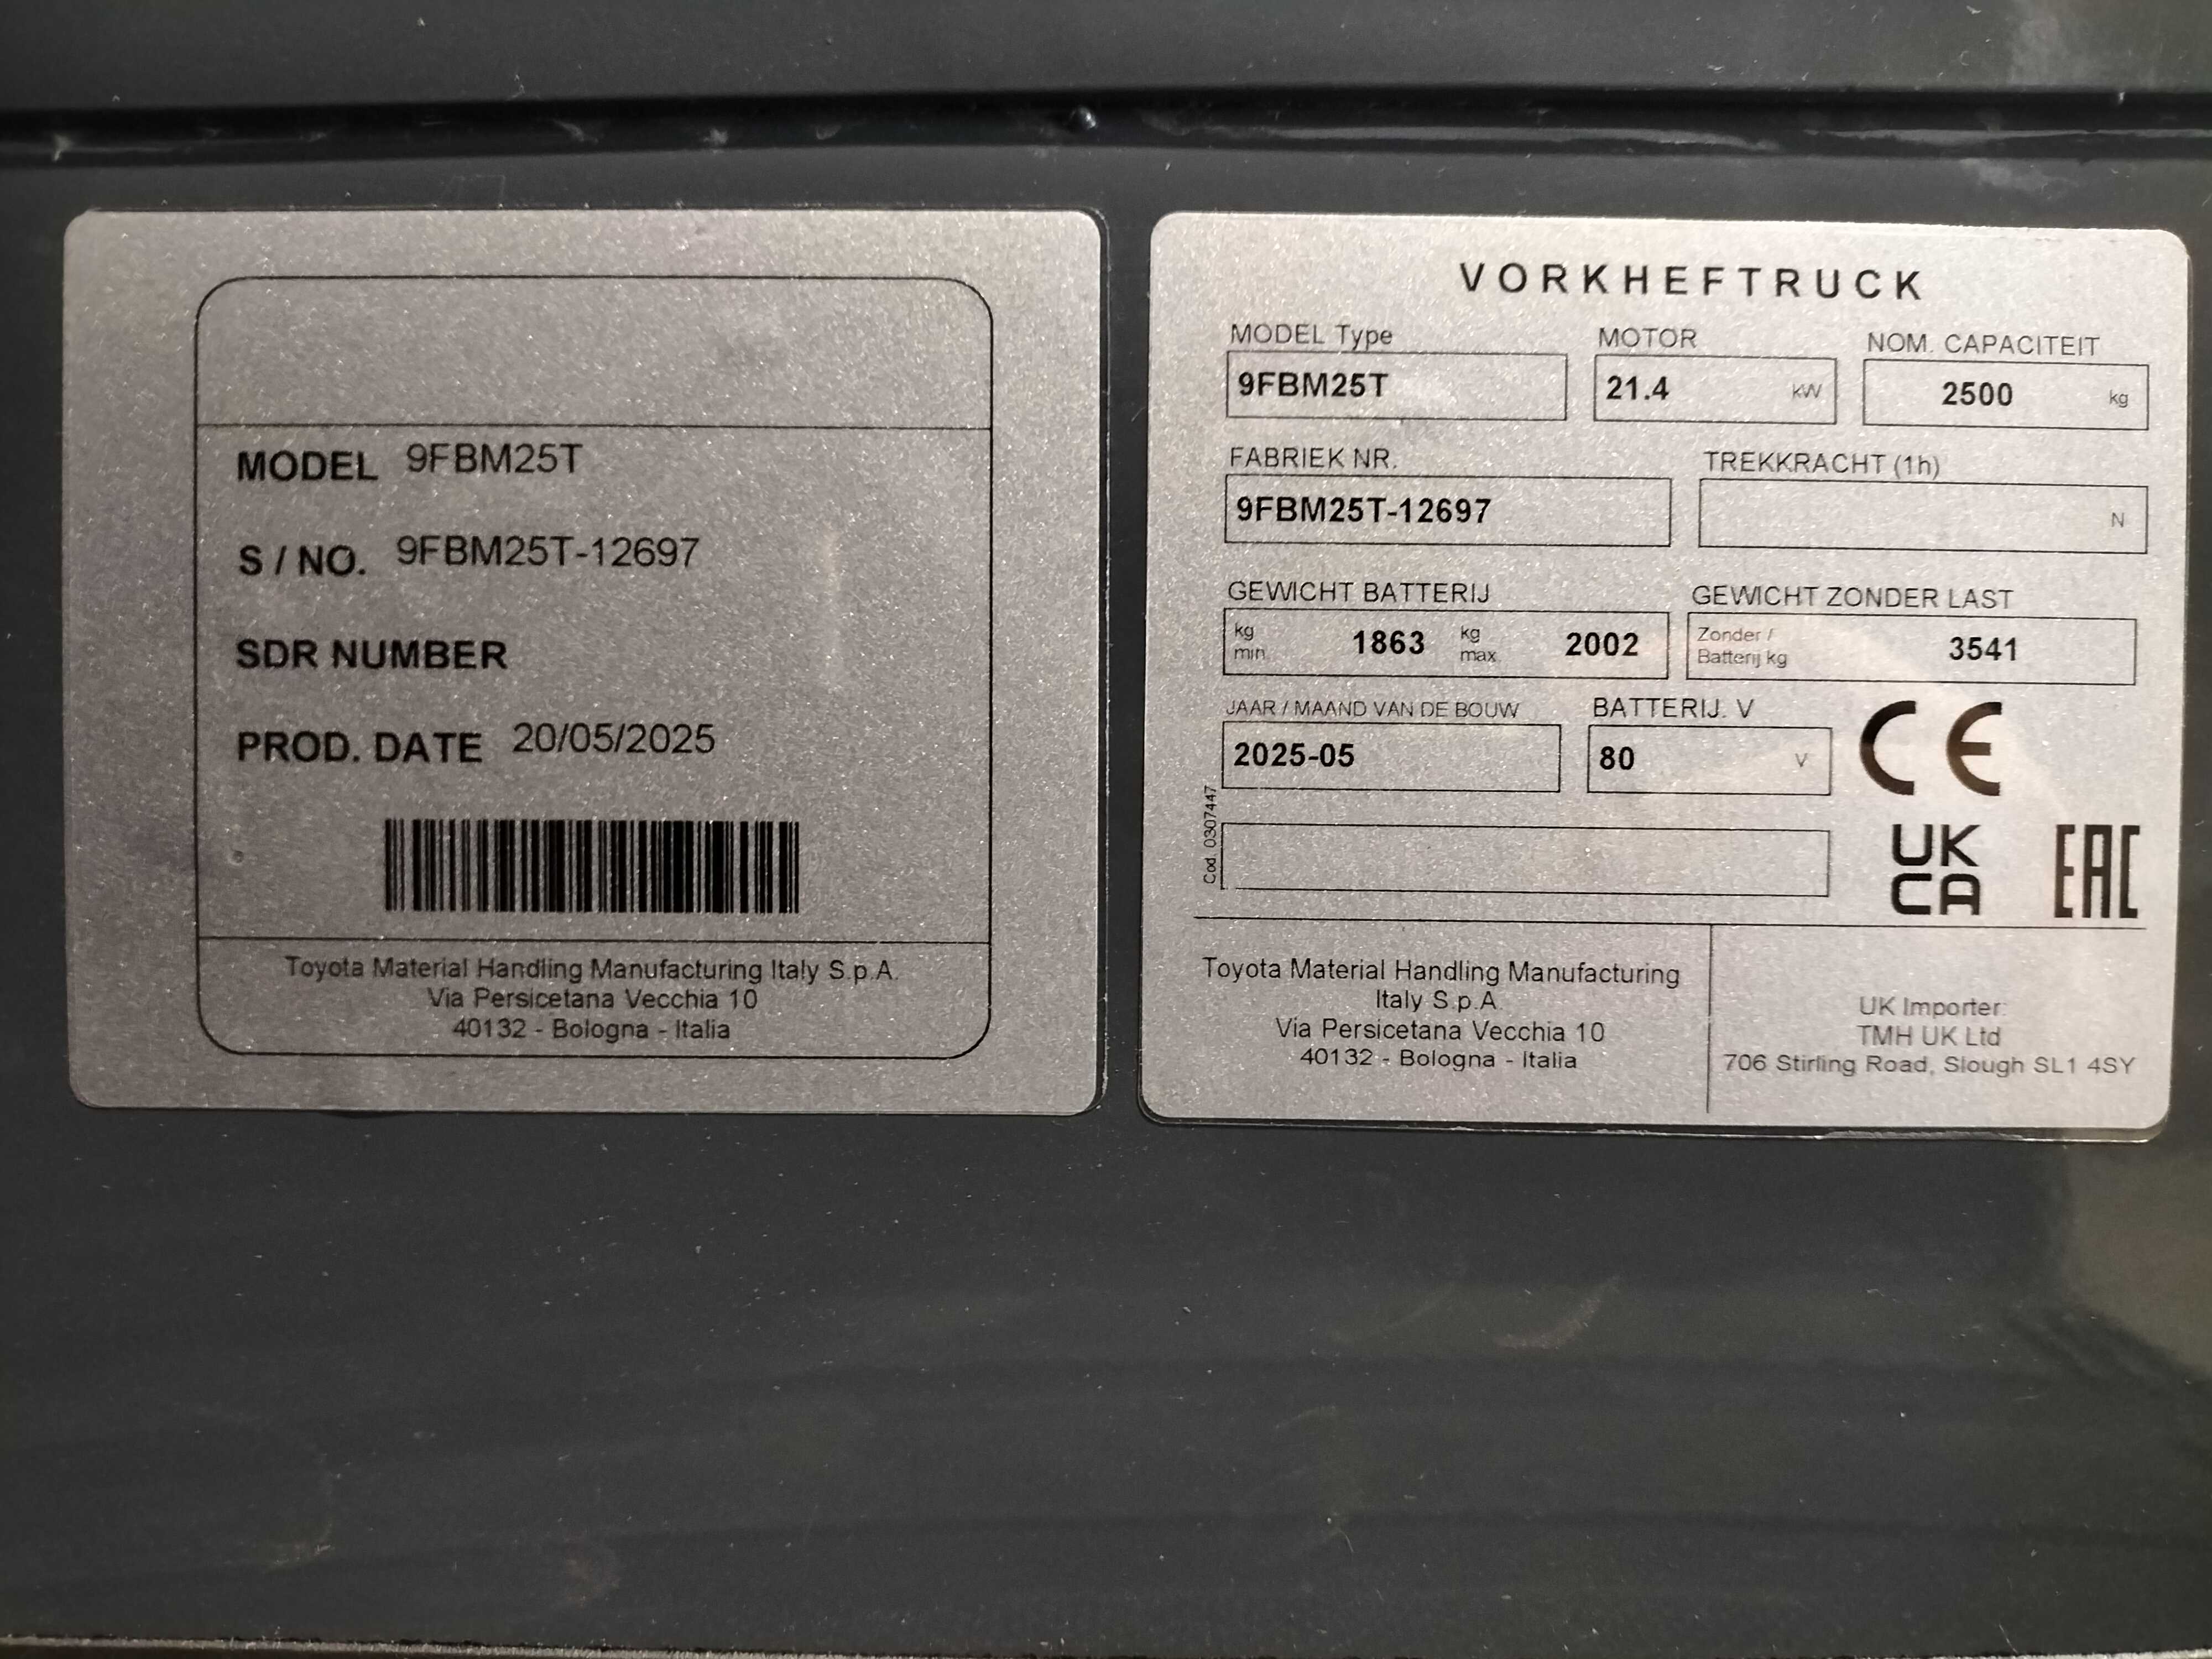 MODEL 9FBM25T
S / NO. 9FBM25T-12697
SDR NUMBER
PROD. DATE 20/05/2025
Toyota Material Handling Manufacturing Italy S.p.A.
Via Persicetana Vecchia 10
40132 - Bologna - Italia
VORKHEFTRUCK
MODEL Type MOTOR NOM. CAPACITEIT
9FBM25T 21.4 kW 2500 kg
FABRIEK NR. TREKKRACHT (1h)
9FBM25T-12697 N
GEWICHT BATTERIJ GEWICHT ZONDER LAST
kg min. 1863 kg max. 2002 Zonder / Batterij kg 3541
JAAR / MAAND VAN DE BOUW BATTERIJ. V
2025-05 80 V
CE
Cod. 0307447
UK
CA
EAC
Toyota Material Handling Manufacturing
Italy S.p.A.
Via Persicetana Vecchia 10
40132 - Bologna - Italia
UK Importer:
TMH UK Ltd
706 Stirling Road, Slough SL1 4SY